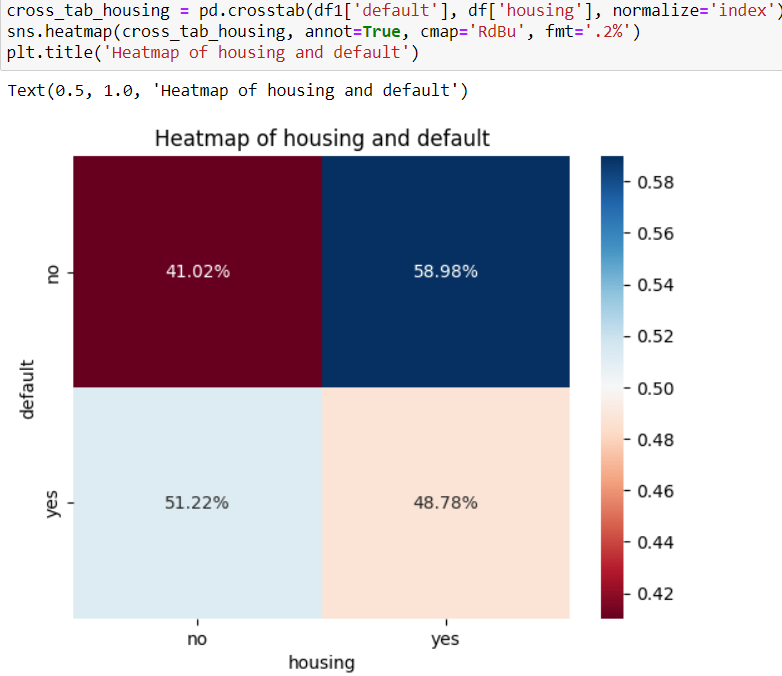 cross_tab_housing = pd.crosstab(df1['default'], df['housing'], normalize='index')
sns.heatmap(cross_tab_housing, annot=True, cmap='RdBu', fmt='.2%')
plt.title('Heatmap of housing and default')
Text(0.5, 1.0, 'Heatmap of housing and default')
Heatmap of housing and default
0.58
0.56
0.54
0.52
0.50
0.48
0.46
0.44
0.42
no
41.02%
58.98%
default
yes
51.22%
48.78%
no
yes
housing